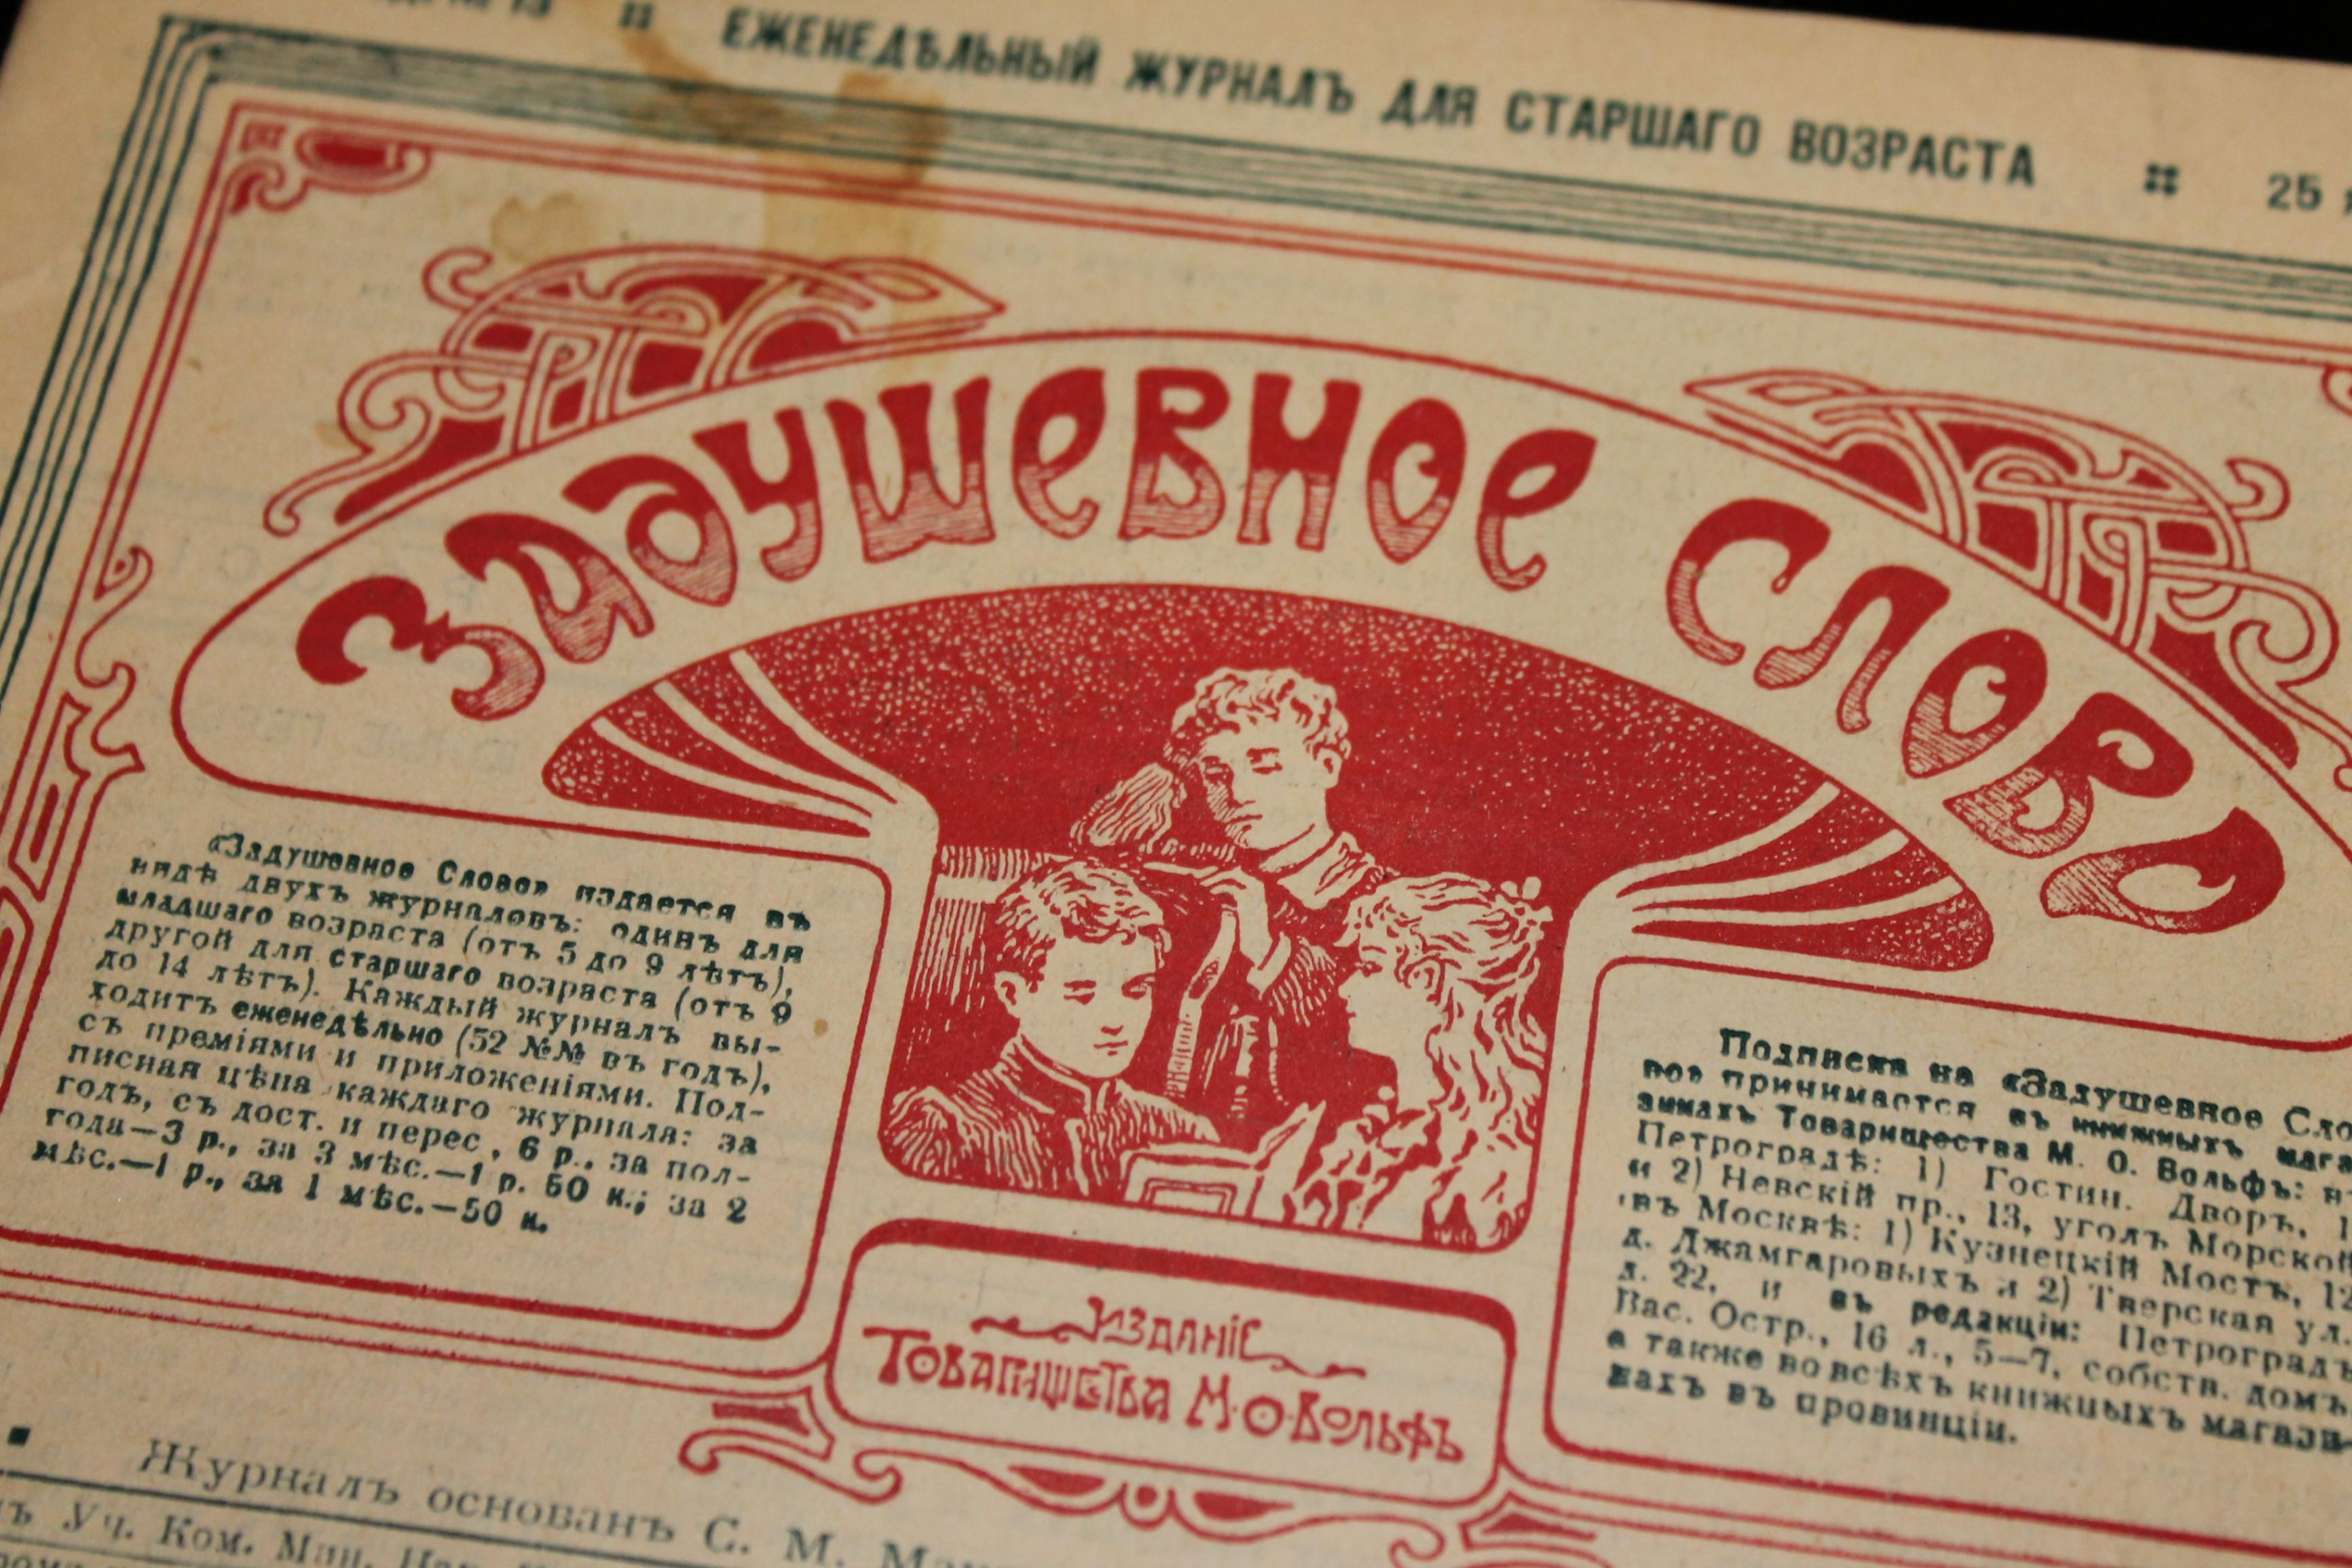 ЕЖЕНЕДѢЛЬНЫЙ ЖУРНАЛЪ ДЛЯ СТАРШАГО ВОЗРАСТА 25
ЗАДУШЕВНОЕ СЛОВО
«Задушевное Слово» издается въ
видѣ двухъ журналовъ: одинъ для
младшаго возраста (отъ 5 до 9 лѣтъ),
другой для старшаго возраста (отъ 9
до 14 лѣтъ). Каждый журналъ вы-
ходитъ еженедѣльно (52 №№ въ годъ),
съ преміями и приложеніями. Под-
писная цѣна каждаго журнала: за
годъ, съ дост. и перес., 6 р., за пол-
года—3 р., за 3 мѣс.—1 р. 50 к.; за 2
мѣс.—1 р., за 1 мѣс.—50 к.
ИЗДАНІЕ
ТОВАРИЩЕСТВА М·О·ВОЛЬФЪ
Подписка на «Задушевное Сло-
во» принимается въ книжныхъ мага-
зинахъ Товарищества М. О. Вольфъ: въ
Петроградѣ: 1) Гостин. Дворъ,
и 2) Невскій пр., 13, уголъ Морской
въ Москвѣ: 1) Кузнецкій Мостъ, 12
д. Джамгаровыхъ и 2) Тверская ул.
д. 22, и въ редакціи: Петроградъ
Вас. Остр., 16 л., 5—7, собств. домъ,
а также во всѣхъ книжныхъ магази-
нахъ въ провинціи.
Журналъ основанъ С. М.
Уч. Ком. Мин.